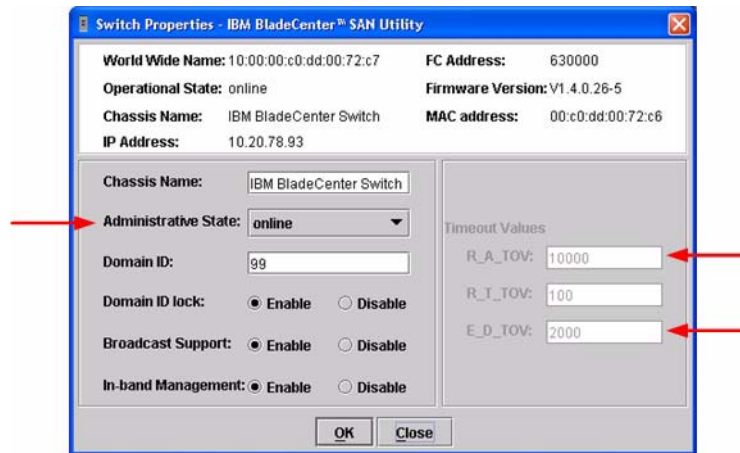 Switch Properties - IBM BladeCenter™ SAN Utility
World Wide Name: 10:00:00:c0:dd:00:72:c7
FC Address: 630000
Operational State: online
Firmware Version: V1.4.0.26-5
Chassis Name: IBM BladeCenter Switch
MAC address: 00:c0:dd:00:72:c6
IP Address: 10.20.78.93
Chassis Name: IBM BladeCenter Switch
Administrative State: online
Domain ID: 99
Domain ID lock: Enable Disable
Broadcast Support: Enable Disable
In-band Management: Enable Disable
Timeout Values
R_A_TOV: 10000
R_T_TOV: 100
E_D_TOV: 2000
OK Close